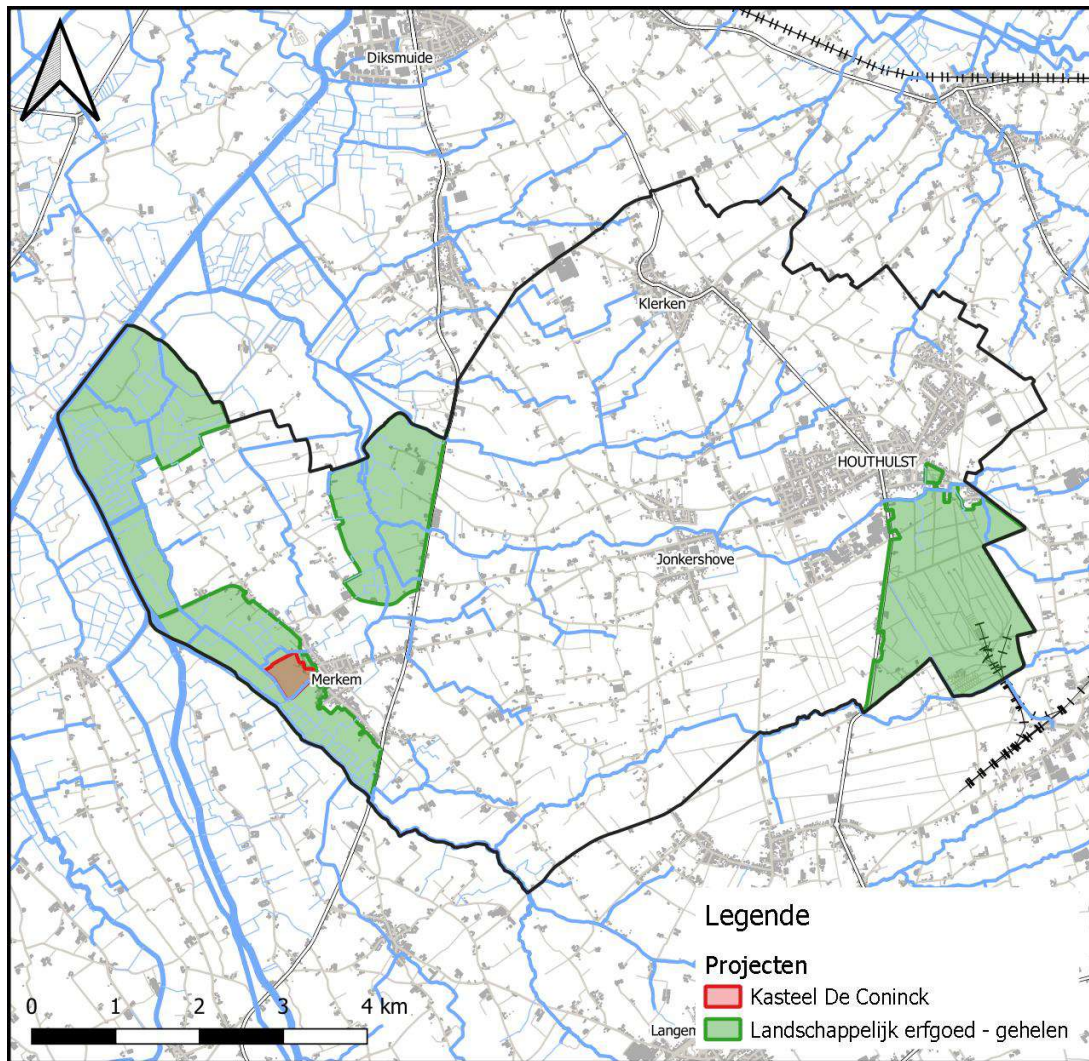 Diksmuide
Klerken
HOUTHULST
Jonkershove
Merkem
Langem
Legende
Projecten
Kasteel De Coninck
Landschappelijk erfgoed - gehelen
0 1 2 3 4 km